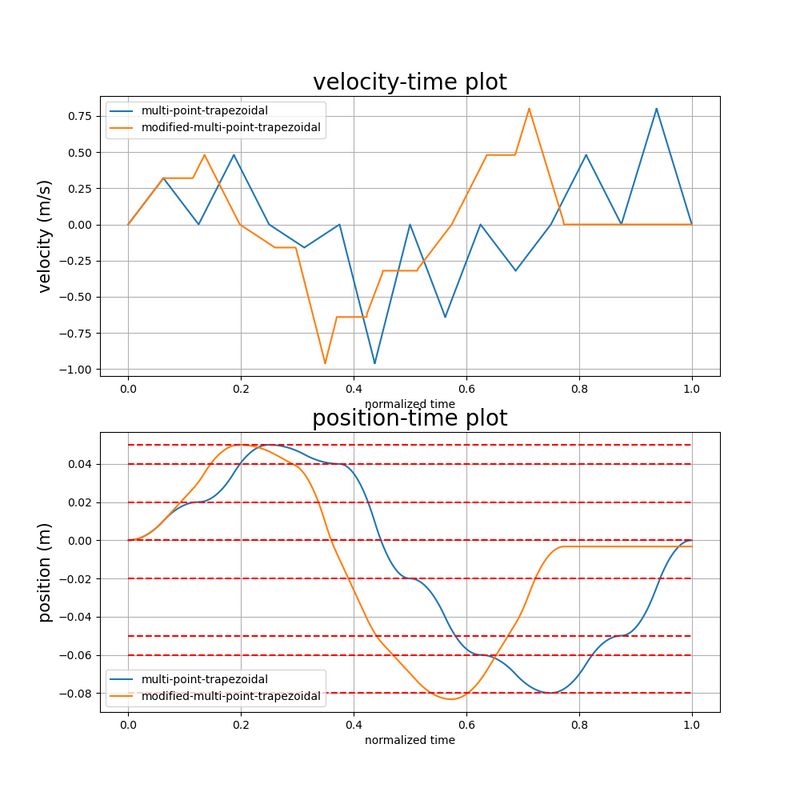 velocity-time plot
velocity (m/s)
0.75
0.50
0.25
0.00
−0.25
−0.50
−0.75
−1.00
multi-point-trapezoidal
modified-multi-point-trapezoidal
0.0 0.2 0.4 0.6 0.8 1.0
normalized time
position-time plot
position (m)
0.04
0.02
0.00
−0.02
−0.04
−0.06
−0.08
multi-point-trapezoidal
modified-multi-point-trapezoidal
0.0 0.2 0.4 0.6 0.8 1.0
normalized time